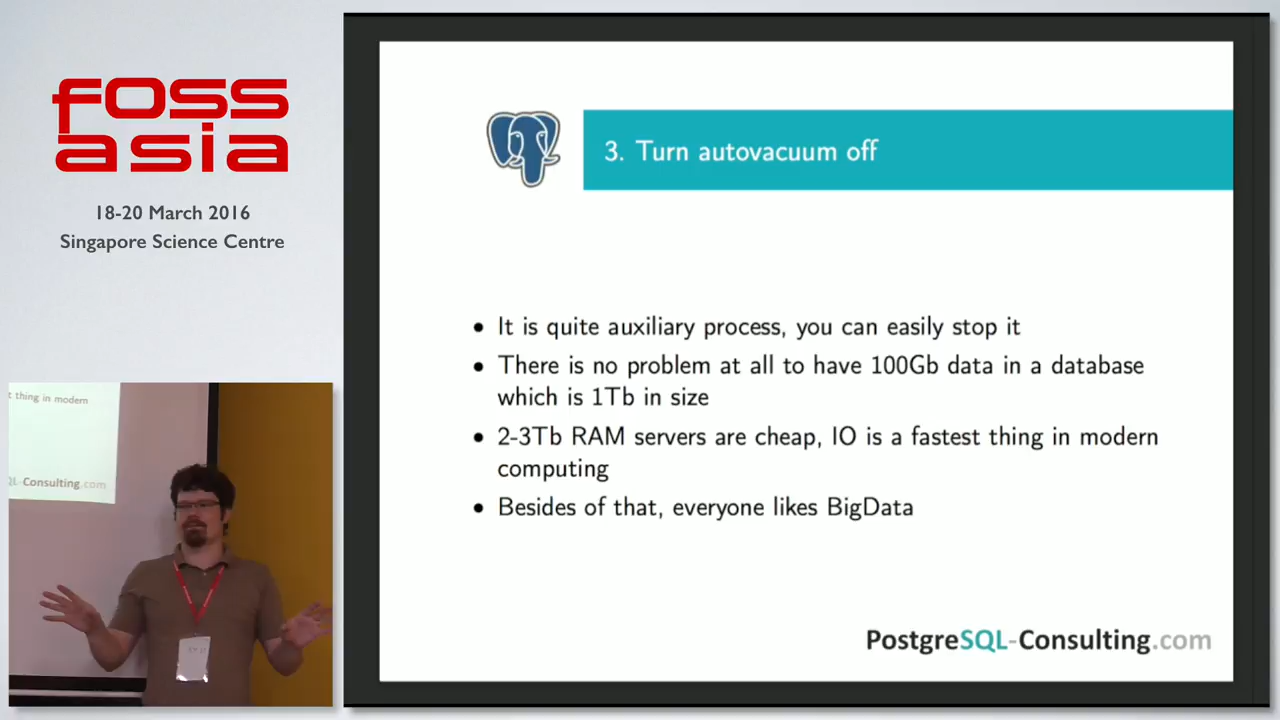 foss
asia
18-20 March 2016
Singapore Science Centre
3. Turn autovacuum off
• It is quite auxiliary process, you can easily stop it
• There is no problem at all to have 100Gb data in a database
which is 1Tb in size
• 2-3Tb RAM servers are cheap, IO is a fastest thing in modern
computing
• Besides of that, everyone likes BigData
PostgreSQL-Consulting.com
t thing in modern
QL-Consulting.com